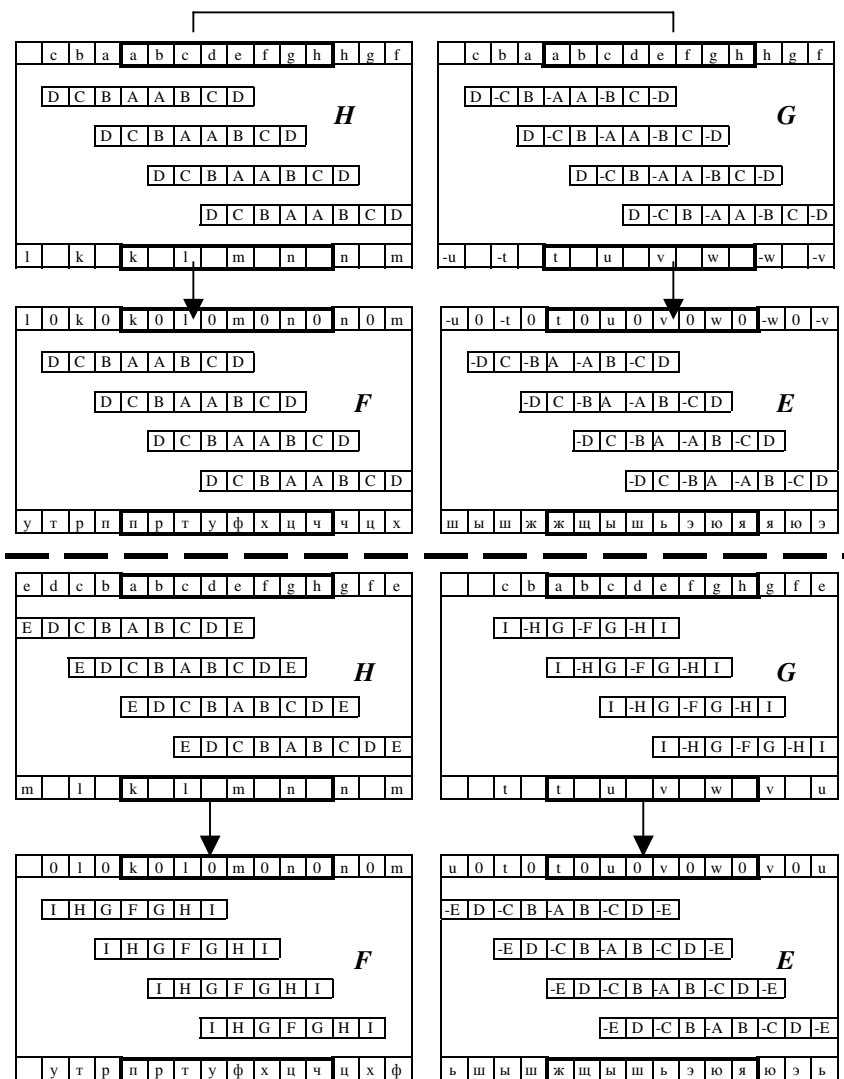 c b a a b c d e f g h h g f
D C B A A B C D
H
D C B A A B C D
D C B A A B C D
D C B A A B C D
l k k l m n n m
c b a a b c d e f g h h g f
D -C B -A A -B C -D
G
D -C B -A A -B C -D
D -C B -A A -B C -D
D -C B -A A -B C -D
-u -t t u v w -w -v
l 0 k 0 k 0 l 0 m 0 n 0 n 0 m
D C B A A B C D
D C B A A B C D
F
D C B A A B C D
D C B A A B C D
у т р п п р т у ф х ц ч ч ц х
-u 0 -t 0 t 0 u 0 v 0 w 0 -w 0 -v
-D C -B A -A B -C D
-D C -B A -A B -C D
E
-D C -B A -A B -C D
-D C -B A -A B -C D
ш ы ш ж ж щ ы ш ь э ю я я ю э
e d c b a b c d e f g h g f e
E D C B A B C D E
E D C B A B C D E
H
E D C B A B C D E
E D C B A B C D E
m l k l m n n m
c b a b c d e f g h g f e
I -H G -F G -H I
I -H G -F G -H I
G
I -H G -F G -H I
I -H G -F G -H I
t t u v w v u
0 l 0 k 0 l 0 m 0 n 0 n 0 m
I H G F G H I
I H G F G H I
F
I H G F G H I
I H G F G H I
у т р п р т у ф х ц ч ц х ф
u 0 t 0 t 0 u 0 v 0 w 0 v 0 u
-E D -C B -A B -C D -E
-E D -C B -A B -C D -E
E
-E D -C B -A B -C D -E
-E D -C B -A B -C D -E
ь ш ы ш ж щ ы ш ь э ю я ю э ь